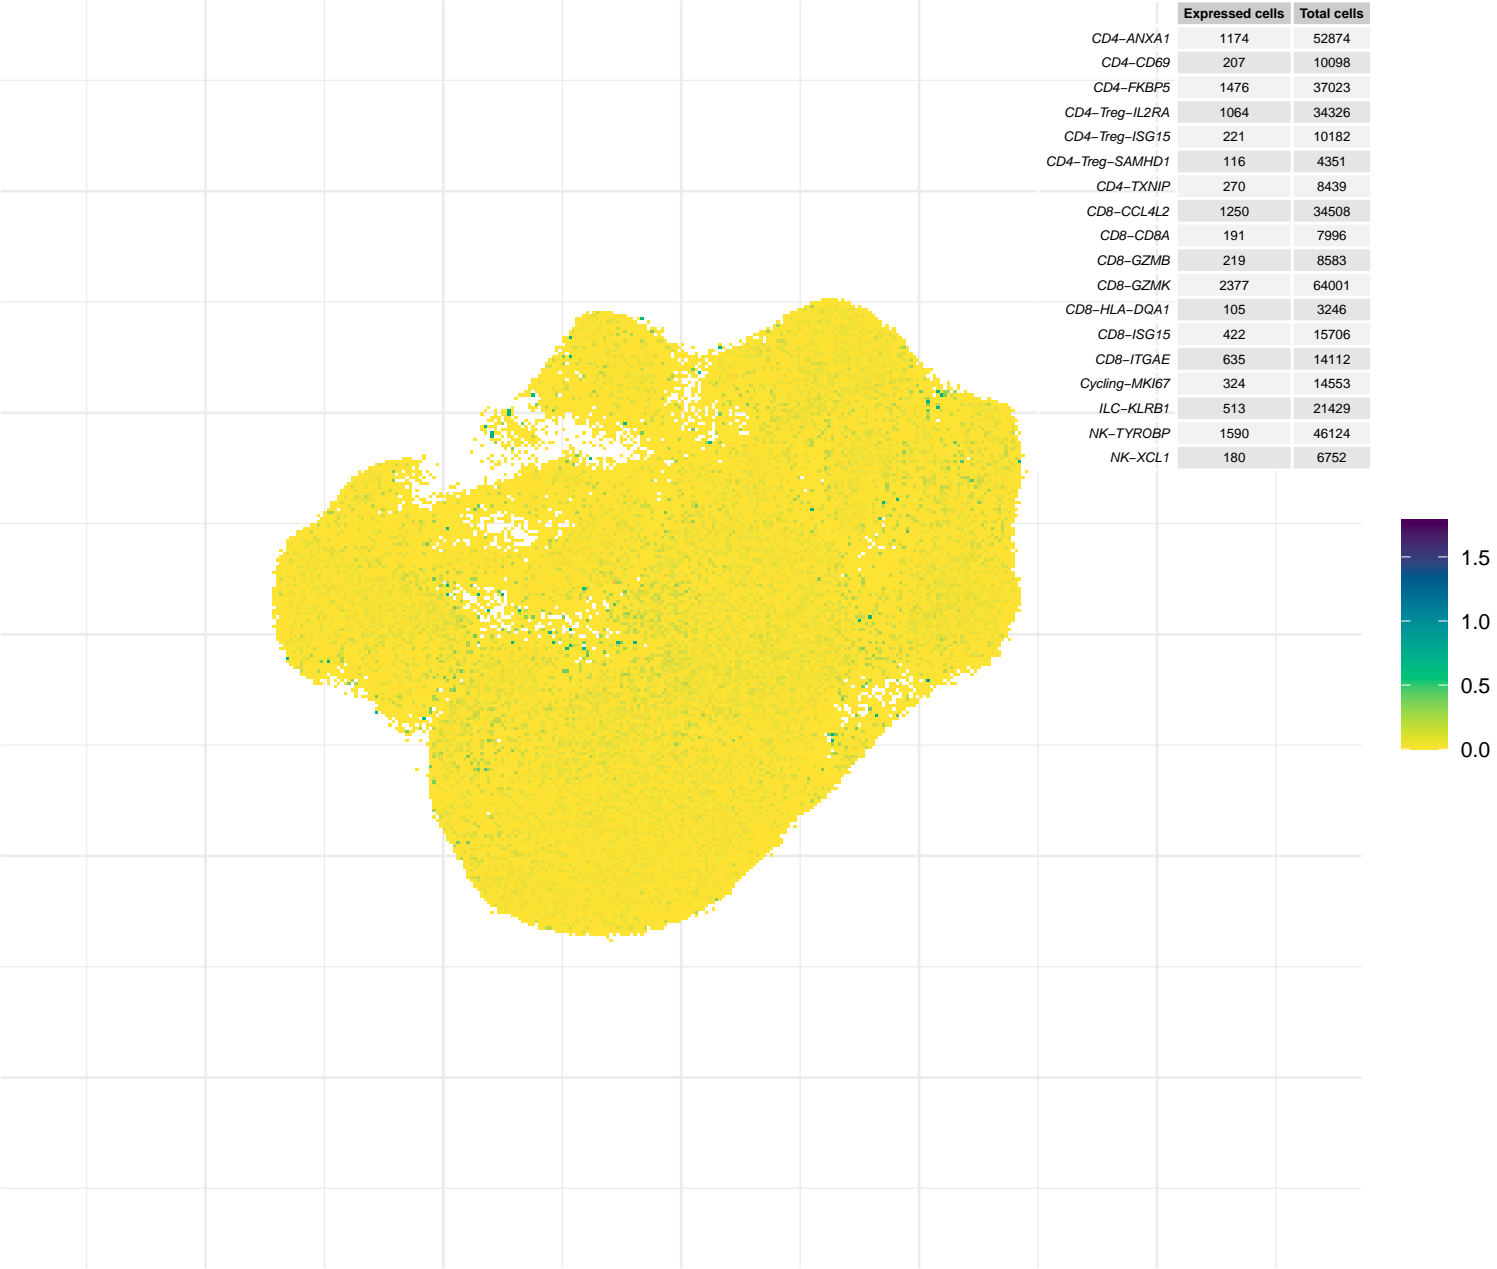 Expressed cells Total cells
CD4−ANXA1 1174 52874
CD4−CD69 207 10098
CD4−FKBP5 1476 37023
CD4−Treg−IL2RA 1064 34326
CD4−Treg−ISG15 221 10182
CD4−Treg−SAMHD1 116 4351
CD4−TXNIP 270 8439
CD8−CCL4L2 1250 34508
CD8−CD8A 191 7996
CD8−GZMB 219 8583
CD8−GZMK 2377 64001
CD8−HLA−DQA1 105 3246
CD8−ISG15 422 15706
CD8−ITGAE 635 14112
Cycling−MKI67 324 14553
ILC−KLRB1 513 21429
NK−TYROBP 1590 46124
NK−XCL1 180 6752
1.5
1.0
0.5
0.0